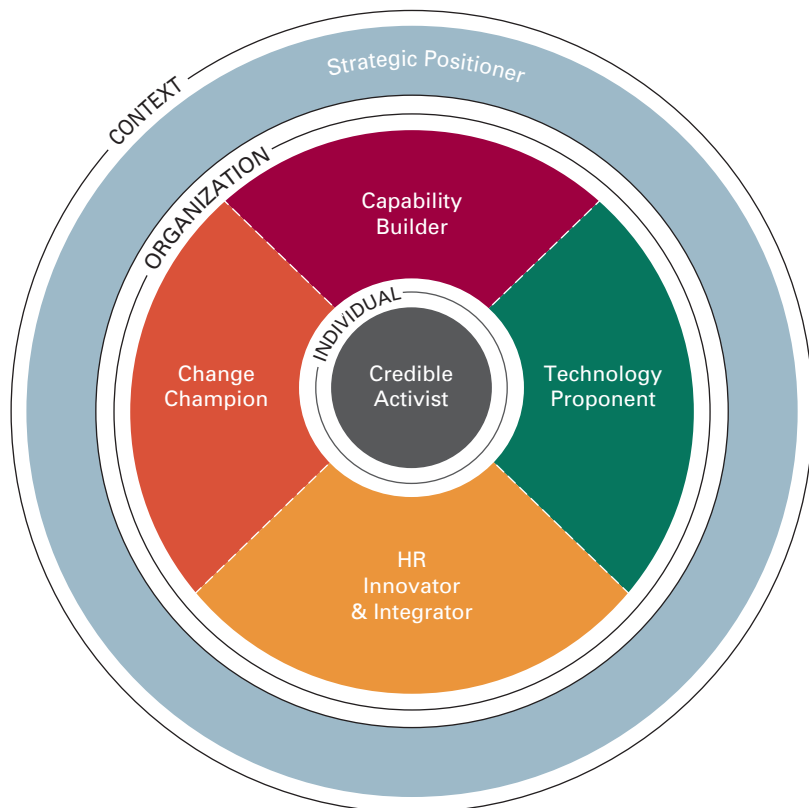 Strategic Positioner
CONTEXT
ORGANIZATION
Capability
Builder
INDIVIDUAL
Change
Champion
Credible
Activist
Technology
Proponent
HR
Innovator
& Integrator